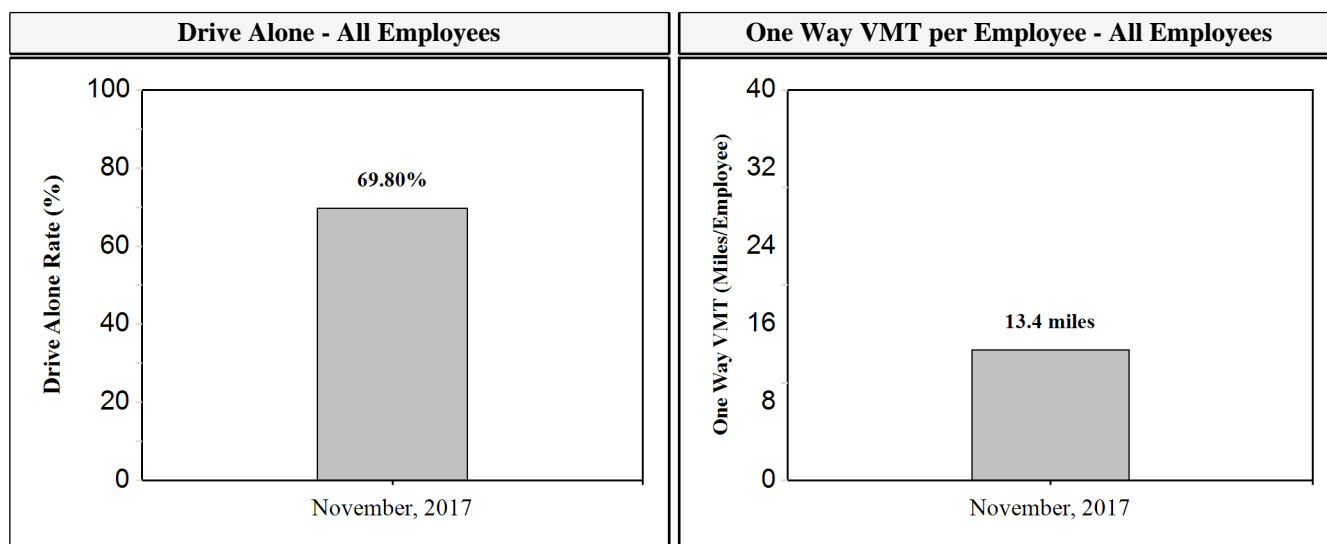 Drive Alone - All Employees
One Way VMT per Employee - All Employees
Drive Alone Rate (%)
100
80
60
40
20
0
69.80%
November, 2017
One Way VMT (Miles/Employee)
40
32
24
16
8
0
13.4 miles
November, 2017